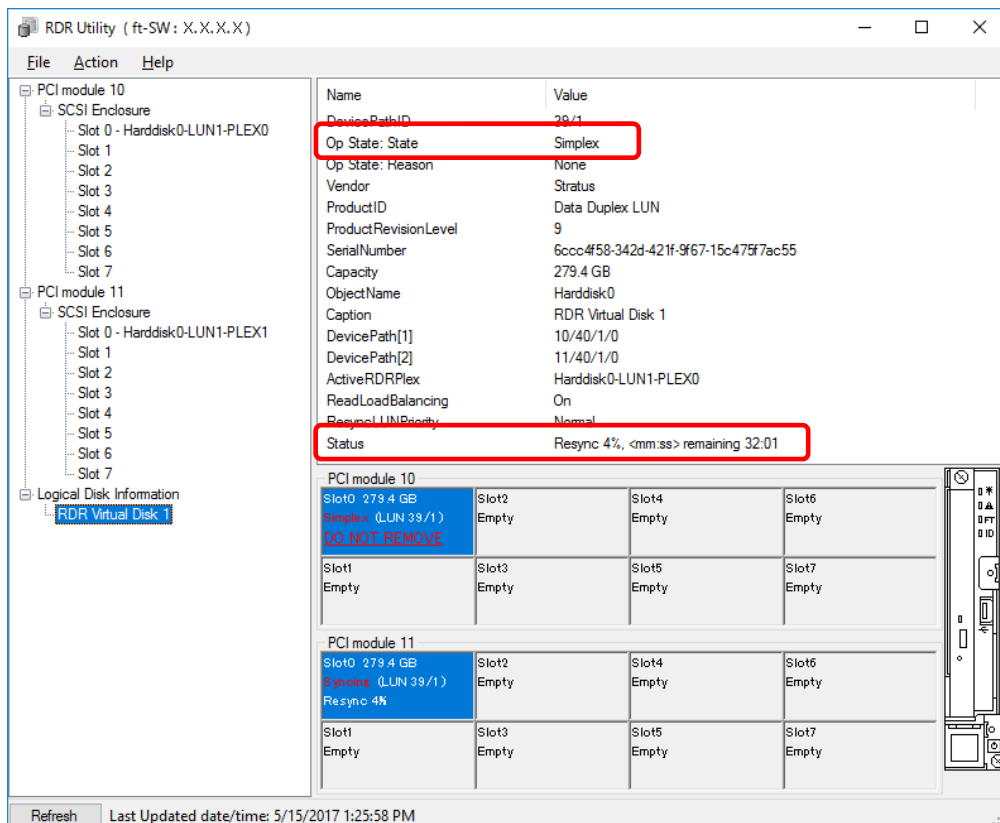 RDR Utility ( ft-SW : X.X.X.X )
File Action Help
PCI module 10
SCSI Enclosure
Slot 0 - Harddisk0-LUN1-PLEX0
Slot 1
Slot 2
Slot 3
Slot 4
Slot 5
Slot 6
Slot 7
PCI module 11
SCSI Enclosure
Slot 0 - Harddisk0-LUN1-PLEX1
Slot 1
Slot 2
Slot 3
Slot 4
Slot 5
Slot 6
Slot 7
Logical Disk Information
RDR Virtual Disk 1
Name Value
DevicePathID 39/1
Op State: State Simplex
Op State: Reason None
Vendor Stratus
ProductID Data Duplex LUN
ProductRevisionLevel 9
SerialNumber 6ccc4f58-342d-421f-9f67-15c475f7ac55
Capacity 279.4 GB
ObjectName Harddisk0
Caption RDR Virtual Disk 1
DevicePath[1] 10/40/1/0
DevicePath[2] 11/40/1/0
ActiveRDRPlex Harddisk0-LUN1-PLEX0
ReadLoadBalancing On
ResyncLUNPriority Normal
Status Resync 4%, <mm:ss> remaining 32:01
PCI module 10
Slot0 279.4 GB
Simplex (LUN 39/1)
DO NOT REMOVE
Slot2
Empty
Slot4
Empty
Slot6
Empty
Slot1
Empty
Slot3
Empty
Slot5
Empty
Slot7
Empty
PCI module 11
Slot0 279.4 GB
Syncing (LUN 39/1)
Resync 4%
Slot2
Empty
Slot4
Empty
Slot6
Empty
Slot1
Empty
Slot3
Empty
Slot5
Empty
Slot7
Empty
FT
ID
Refresh Last Updated date/time: 5/15/2017 1:25:58 PM